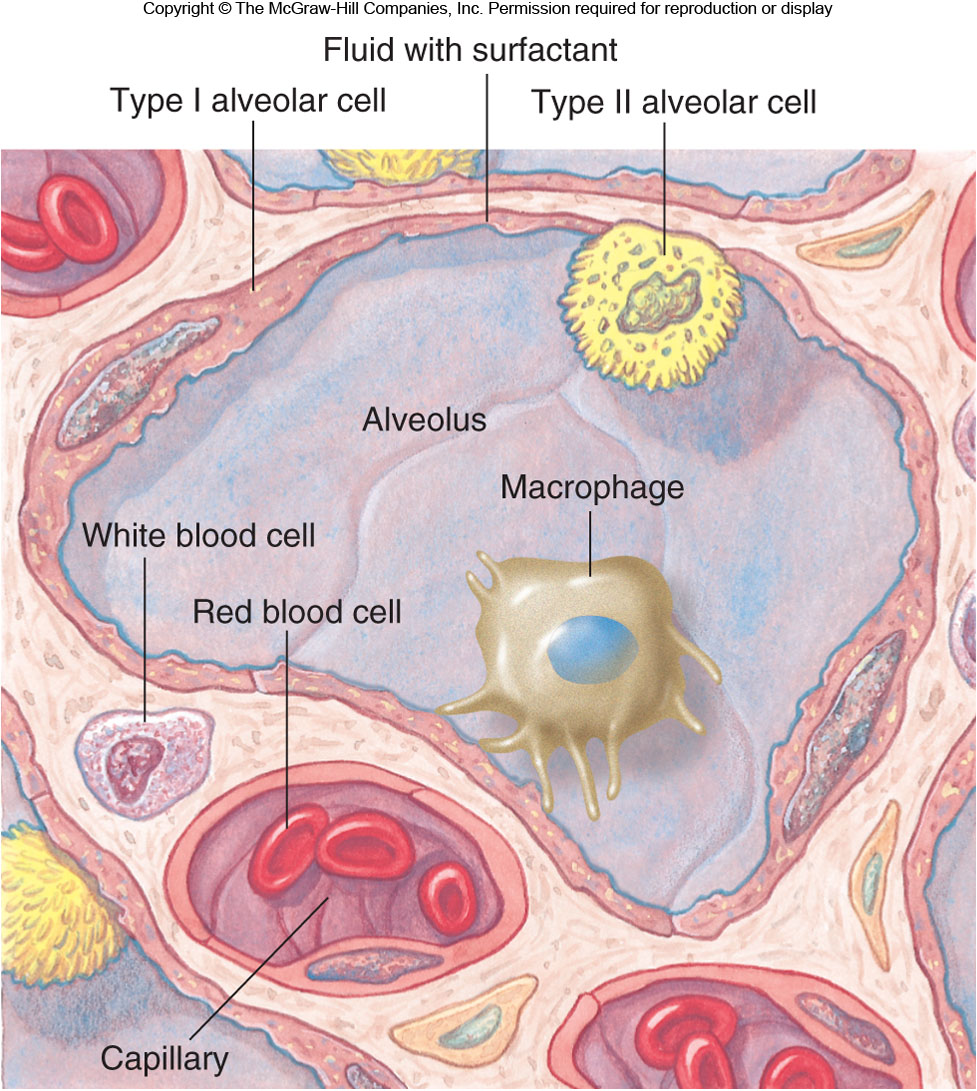 Copyright © The McGraw-Hill Companies, Inc. Permission required for reproduction or display
Fluid with surfactant
Type I alveolar cell
Type II alveolar cell
Alveolus
Macrophage
White blood cell
Red blood cell
Capillary